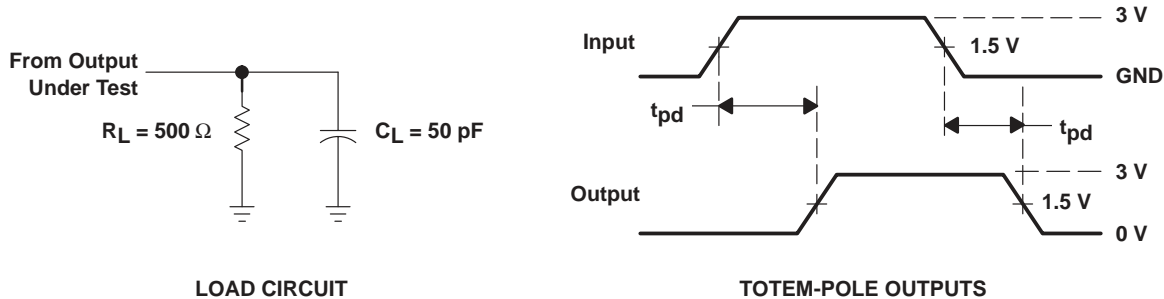 From Output
Under Test
RL = 500 Ω
CL = 50 pF
LOAD CIRCUIT
Input
3 V
1.5 V
GND
tpd
tpd
Output
3 V
1.5 V
0 V
TOTEM-POLE OUTPUTS